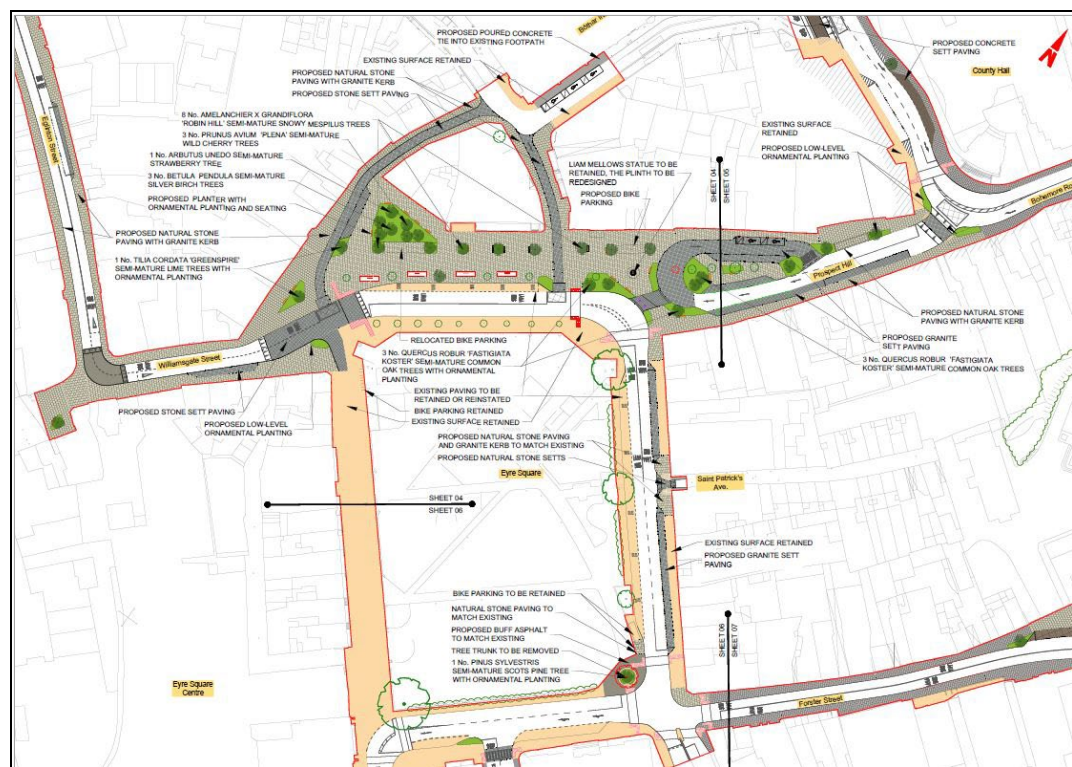 PROPOSED POURED CONCRETE
TIE INTO EXISTING FOOTPATH
EXISTING SURFACE RETAINED
PROPOSED NATURAL STONE
PAVING WITH GRANITE KERB
PROPOSED STONE SETT PAVING
6 No. AMELANCHIER X GRANDIFLORA
'ROBIN HILL' SEMI-MATURE SNOWY MESPILUS TREES
3 No. PRUNUS AVIUM 'PLENA' SEMI-MATURE
WILD CHERRY TREES
1 No. ARBUTUS UNEDO SEMI-MATURE
STRAWBERRY TREE
3 No. BETULA PENDULA SEMI-MATURE
SILVER BIRCH TREES
PROPOSED PLANTER WITH
ORNAMENTAL PLANTING AND SEATING
PROPOSED NATURAL STONE
PAVING WITH GRANITE KERB
1 No. TILIA CORDATA 'GREENSPIRE'
SEMI-MATURE LIME TREES WITH
ORNAMENTAL PLANTING
Eglinton Street
Williamsgate Street
PROPOSED STONE SETT PAVING
PROPOSED LOW-LEVEL
ORNAMENTAL PLANTING
LIAM MELLOWS STATUE TO BE
RETAINED, THE PLINTH TO BE
REDESIGNED
PROPOSED BIKE
PARKING
SHEET 04
SHEET 05
PROPOSED CONCRETE
SETT PAVING
County Hall
EXISTING SURFACE
RETAINED
PROPOSED LOW-LEVEL
ORNAMENTAL PLANTING
Prospect Hill
PROPOSED NATURAL STONE
PAVING WITH GRANITE KERB
PROPOSED GRANITE
SETT PAVING
3 No. QUERCUS ROBUR 'FASTIGIATA
KOSTER' SEMI-MATURE COMMON OAK TREES
RELOCATED BIKE PARKING
3 No. QUERCUS ROBUR 'FASTIGIATA
KOSTER' SEMI-MATURE COMMON
OAK TREES WITH ORNAMENTAL
PLANTING
EXISTING PAVING TO BE
RETAINED OR REINSTATED
BIKE PARKING RETAINED
EXISTING SURFACE RETAINED
PROPOSED NATURAL STONE PAVING
AND GRANITE KERB TO MATCH EXISTING
PROPOSED NATURAL STONE SETTS
Eyre Square
Saint Patrick's
Ave.
SHEET 04
SHEET 06
EXISTING SURFACE RETAINED
PROPOSED GRANITE SETT
PAVING
BIKE PARKING TO BE RETAINED
NATURAL STONE PAVING TO
MATCH EXISTING
PROPOSED BUFF ASPHALT
TO MATCH EXISTING
TREE TRUNK TO BE REMOVED
1 No. PINUS SYLVESTRIS
SEMI-MATURE SCOTS PINE TREE
WITH ORNAMENTAL PLANTING
SHEET 06
SHEET 07
Eyre Square
Centre
Forster Street